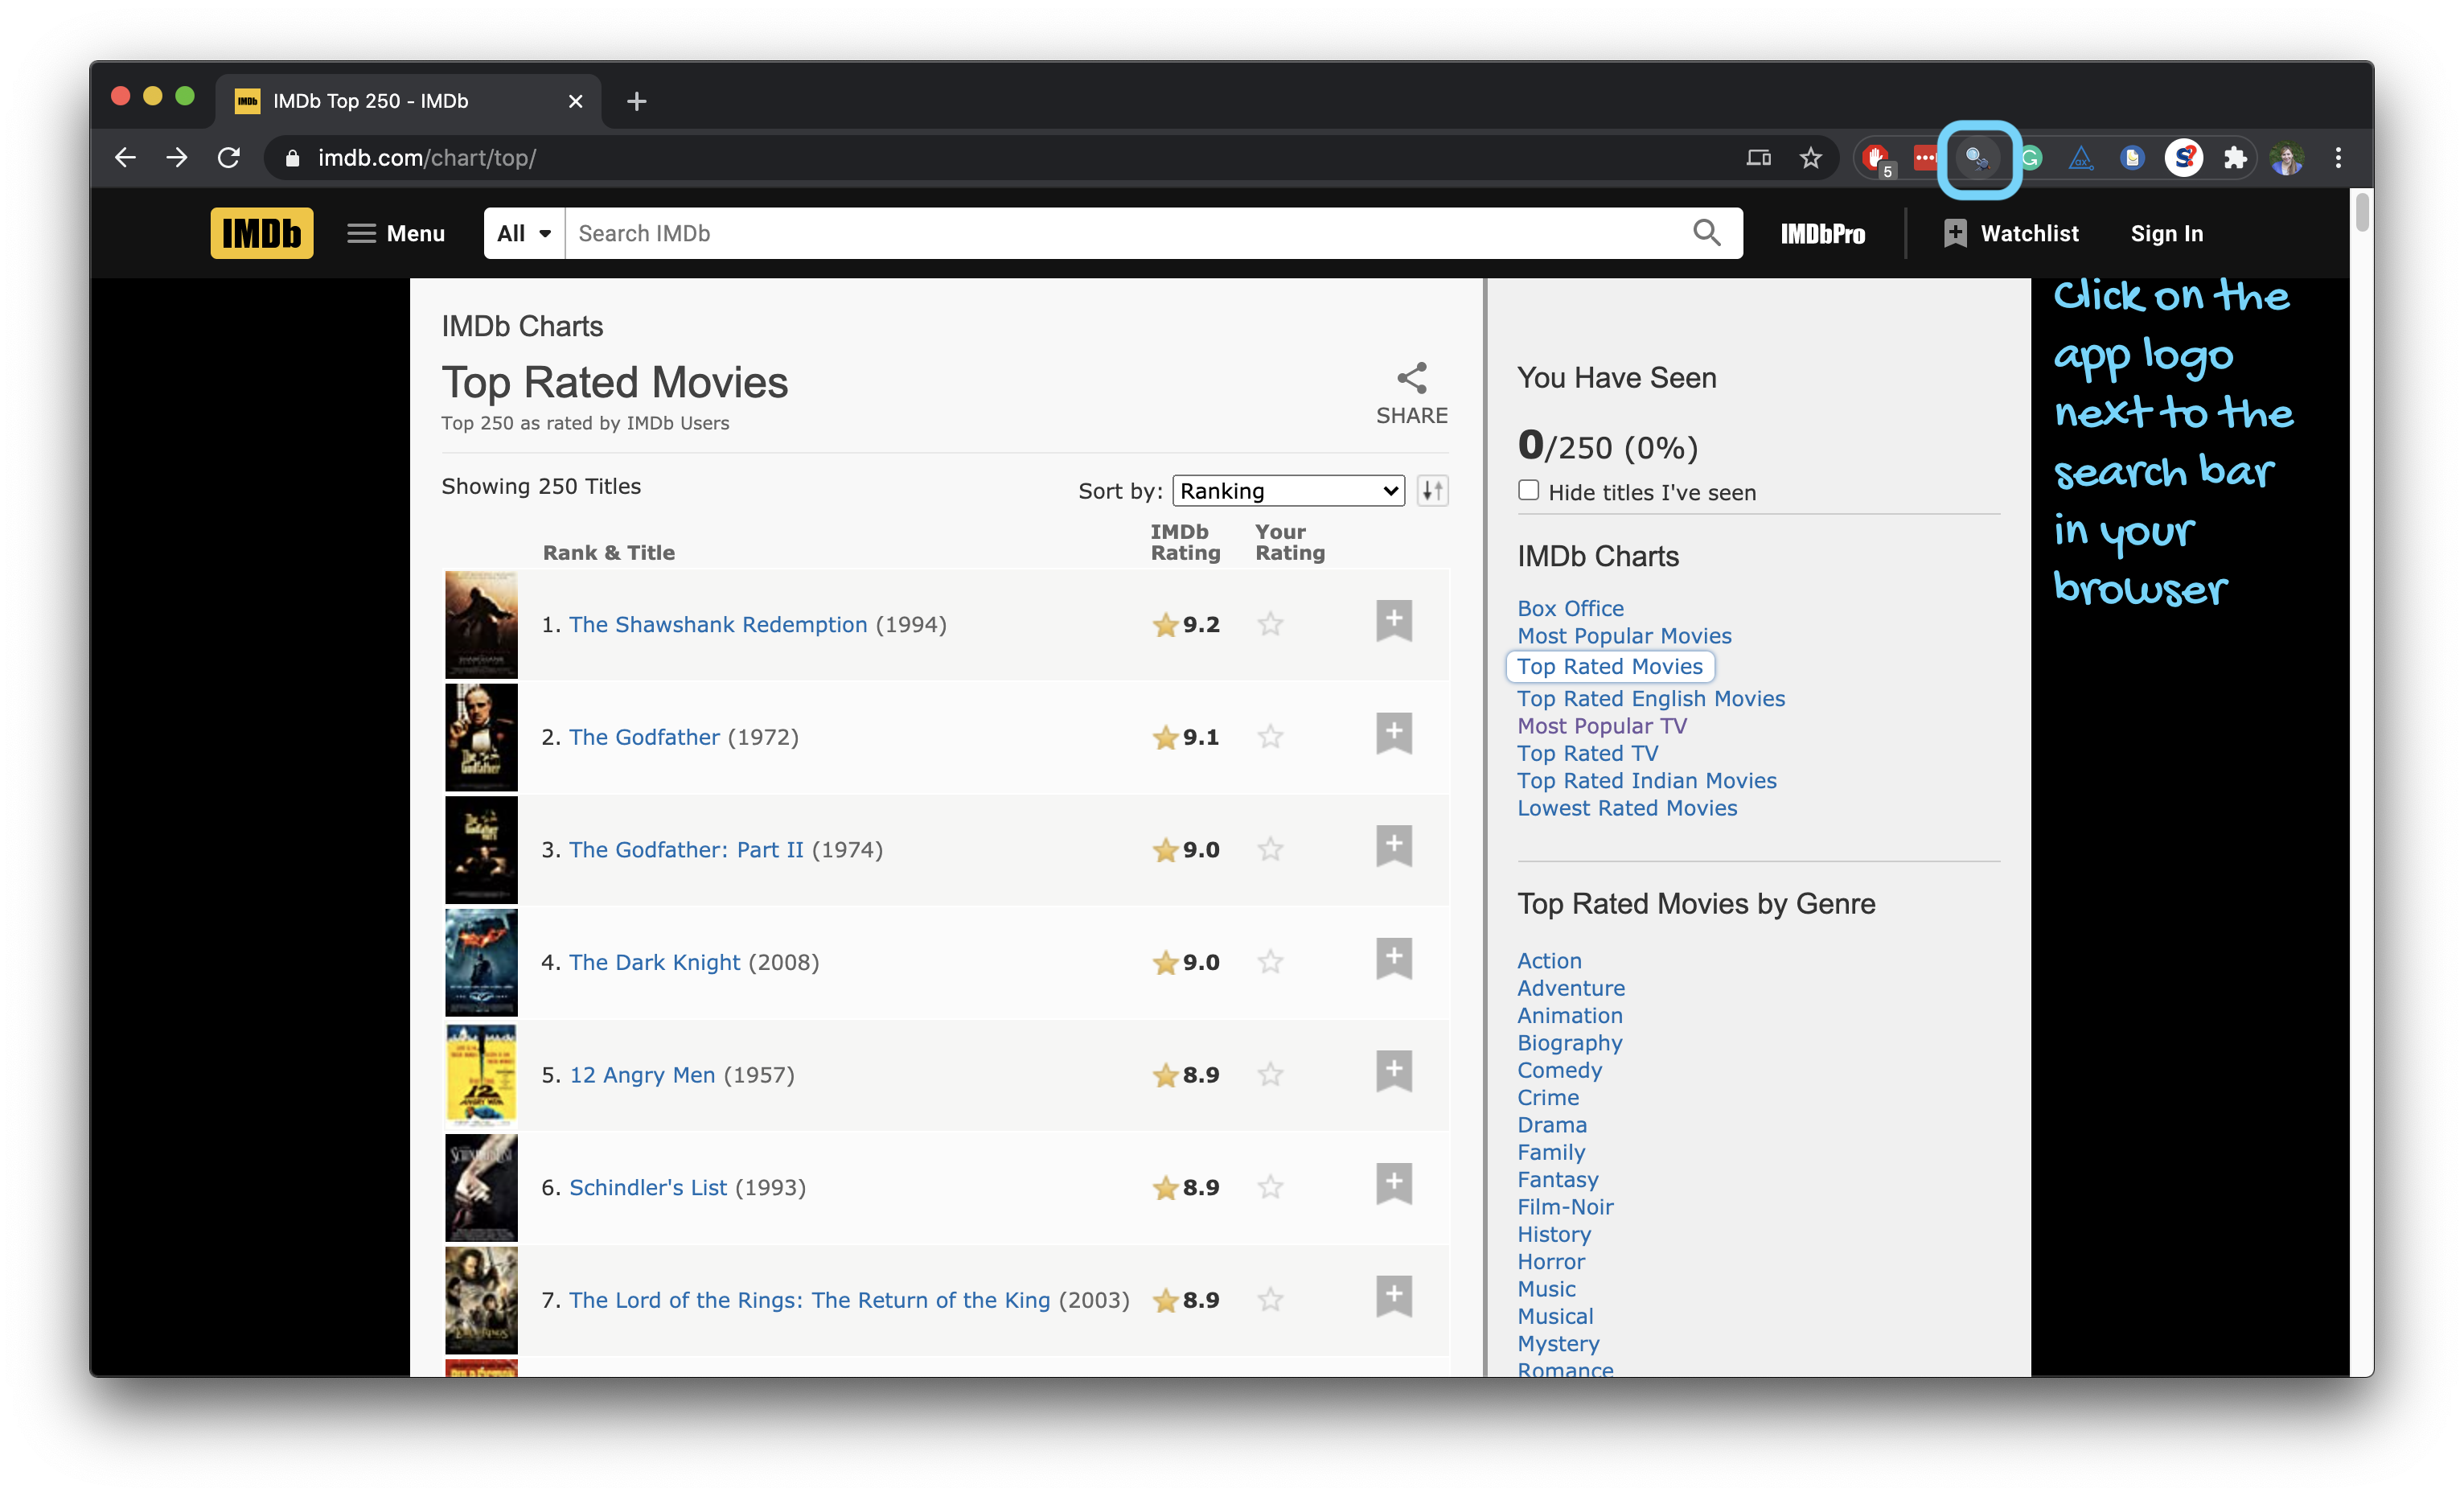 IMDb IMDb Top 250 - IMDb
imdb.com/chart/top/
5
IMDb Menu All Search IMDb IMDbPro Watchlist Sign In
IMDb Charts
Top Rated Movies
Top 250 as rated by IMDb Users
SHARE
Showing 250 Titles
Sort by: Ranking
Rank & Title
IMDb Rating
Your Rating
1. The Shawshank Redemption (1994) 9.2
2. The Godfather (1972) 9.1
The Godfather
3. The Godfather: Part II (1974) 9.0
4. The Dark Knight (2008) 9.0
5. 12 Angry Men (1957) 8.9
12
6. Schindler's List (1993) 8.9
7. The Lord of the Rings: The Return of the King (2003) 8.9
You Have Seen
0/250 (0%)
Hide titles I've seen
IMDb Charts
Box Office
Most Popular Movies
Top Rated Movies
Top Rated English Movies
Most Popular TV
Top Rated TV
Top Rated Indian Movies
Lowest Rated Movies
Top Rated Movies by Genre
Action
Adventure
Animation
Biography
Comedy
Crime
Drama
Family
Fantasy
Film-Noir
History
Horror
Music
Musical
Mystery
Romance
Click on the
app logo
next to the
search bar
in your
browser